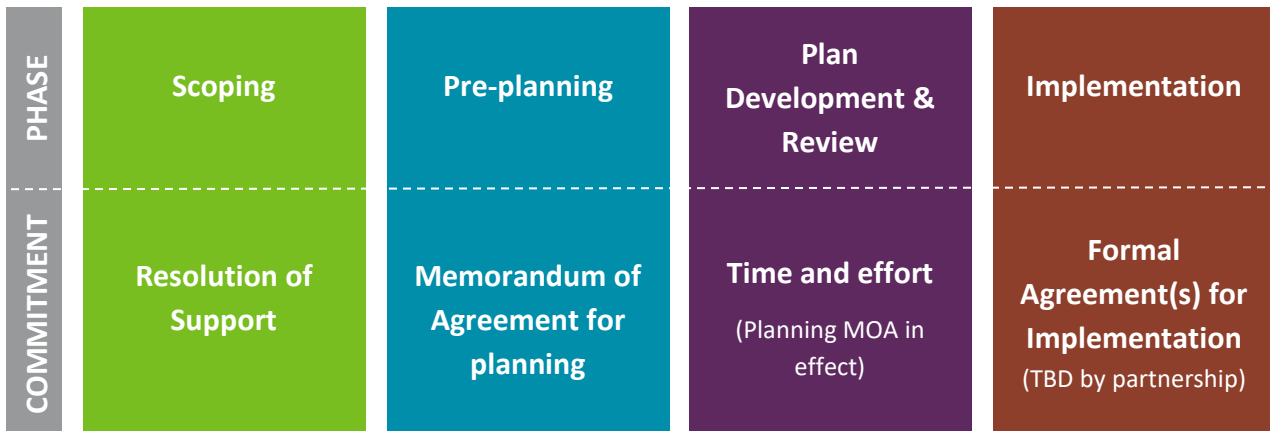 PHASE
Scoping
Pre-planning
Plan
Development &
Review
Implementation
COMMITMENT
Resolution of
Support
Memorandum of
Agreement for
planning
Time and effort
(Planning MOA in
effect)
Formal
Agreement(s) for
Implementation
(TBD by partnership)